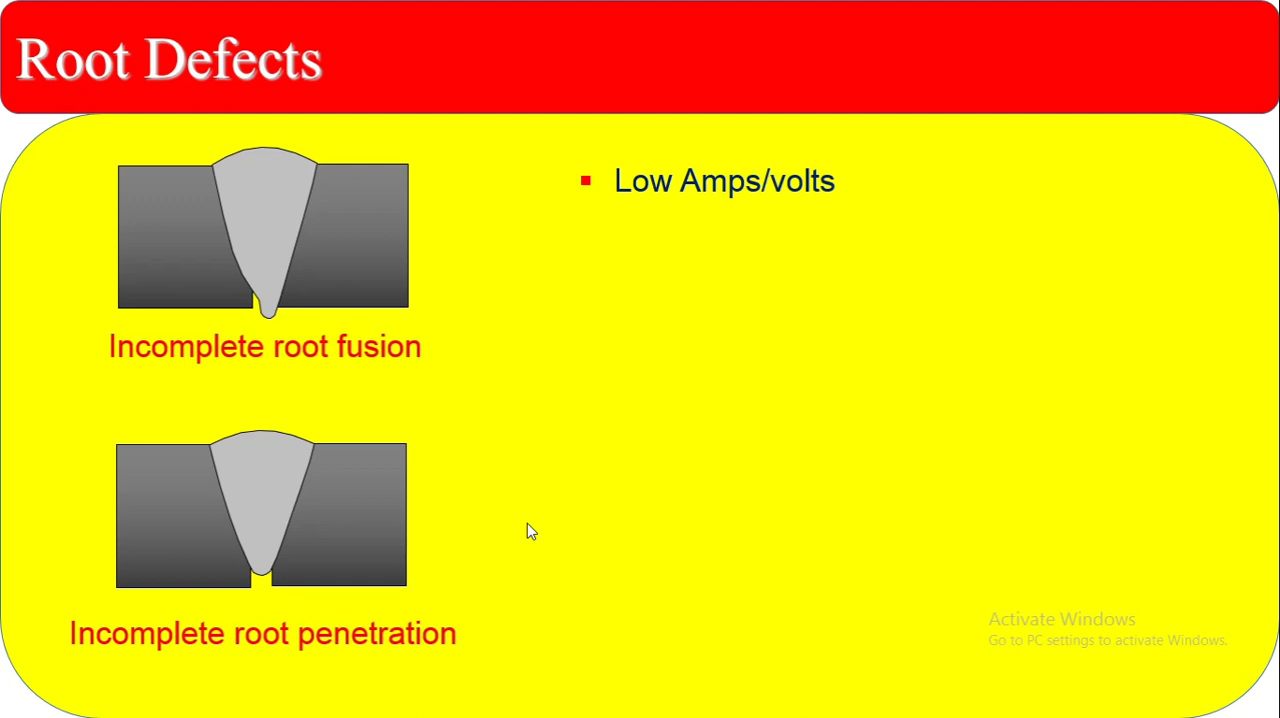 Root Defects
Low Amps/volts
Incomplete root fusion
Incomplete root penetration
Activate Windows
Go to PC settings to activate Windows.